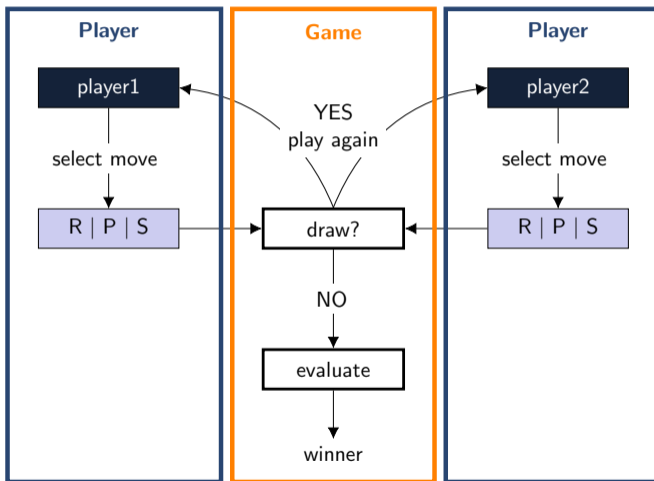 Player
Game
Player
player1
player2
YES
play again
select move
select move
R | P | S
draw?
R | P | S
NO
evaluate
winner